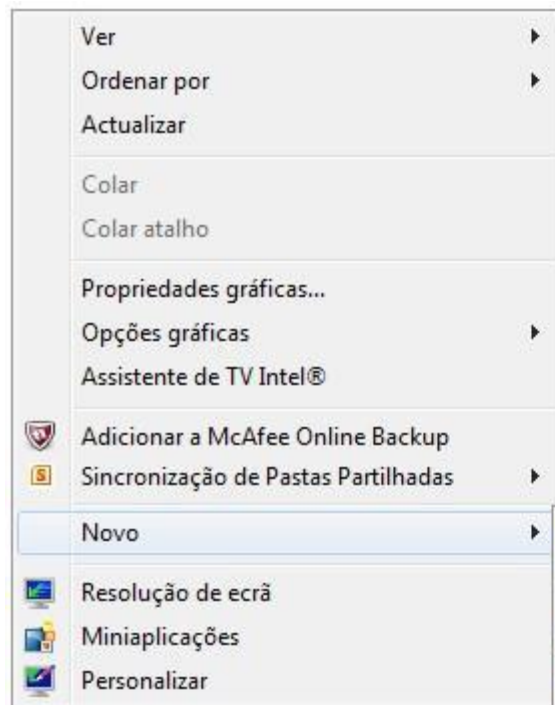 Ver
Ordenar por
Actualizar
Colar
Colar atalho
Propriedades gráficas...
Opções gráficas
Assistente de TV Intel®
Adicionar a McAfee Online Backup
Sincronização de Pastas Partilhadas
Novo
Resolução de ecrã
Miniaplicações
Personalizar